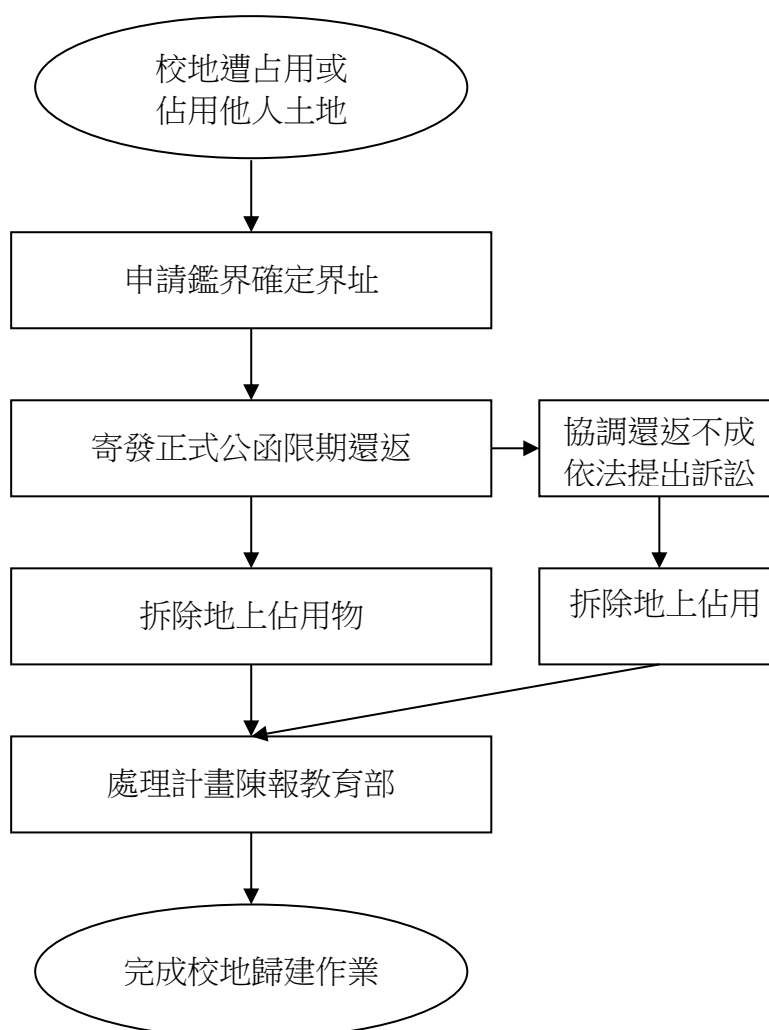 校地遭占用或
佔用他人土地
申請鑑界確定界址
寄發正式公函限期還返
協調還返不成
依法提出訴訟
拆除地上佔用物
拆除地上佔用
處理計畫陳報教育部
完成校地歸建作業